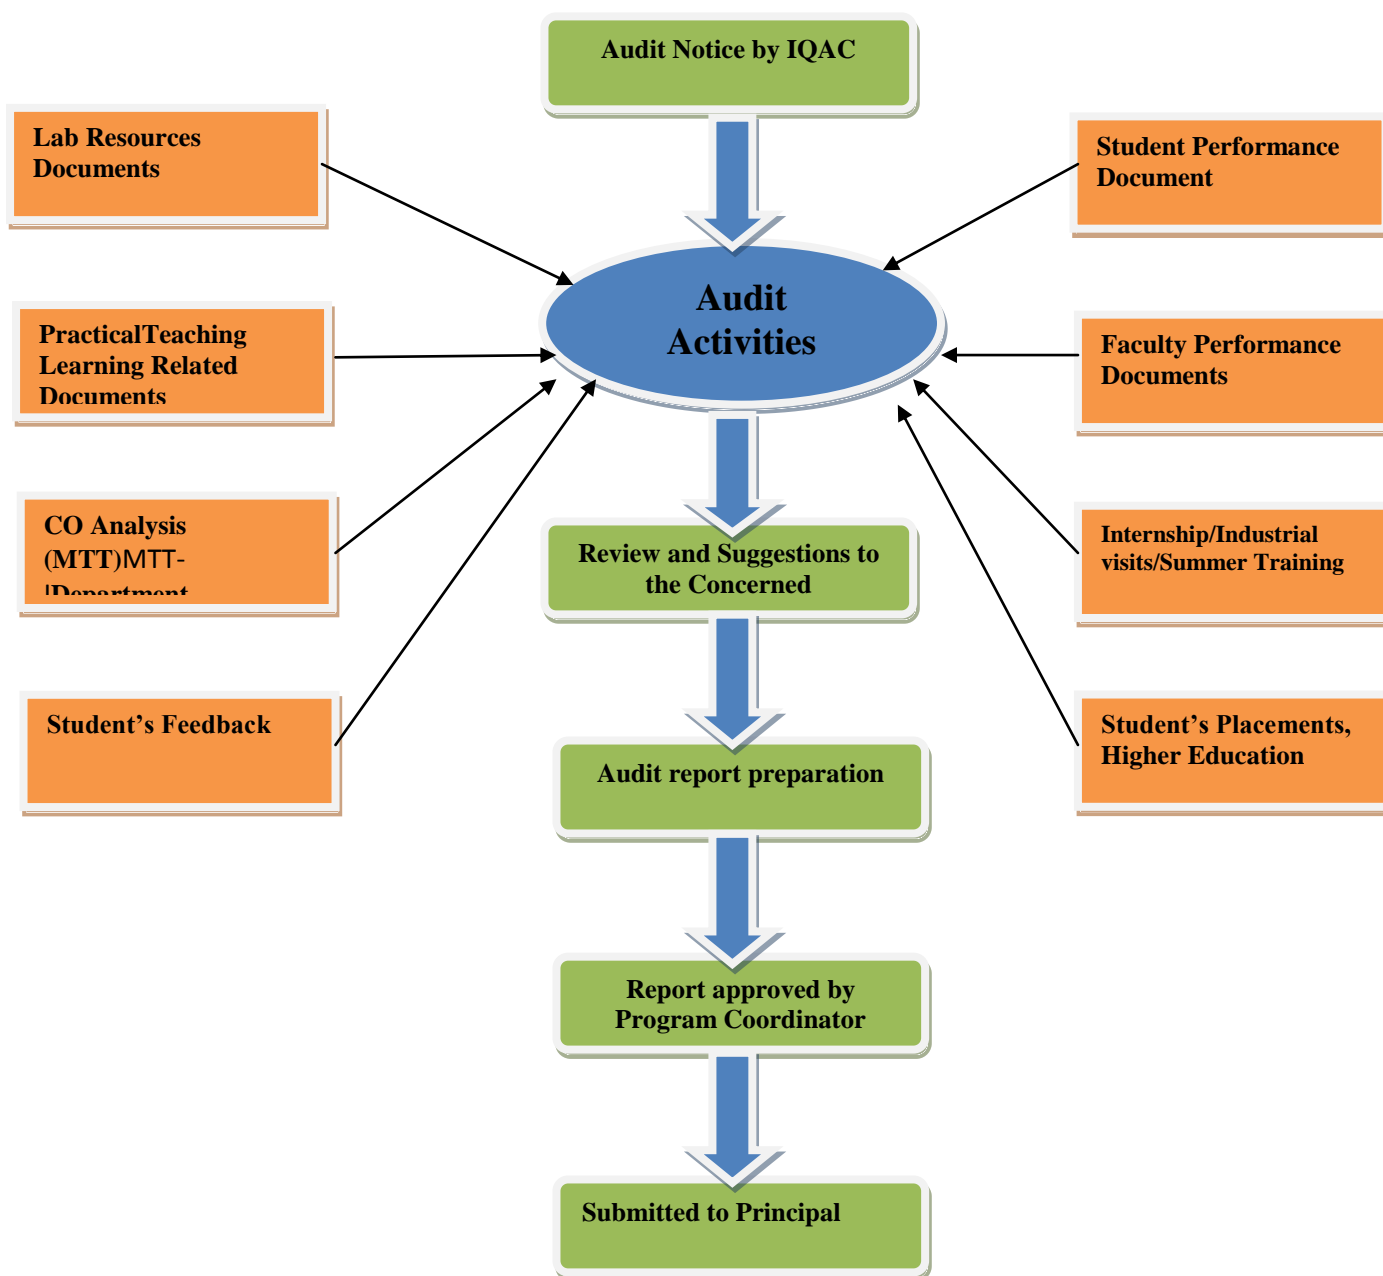 Audit Notice by IQAC
Lab Resources
Documents
Student Performance
Document
Audit
Activities
PracticalTeaching
Learning Related
Documents
Faculty Performance
Documents
CO Analysis
(MTT)MTT-
|Department
Review and Suggestions to
the Concerned
Internship/Industrial
visits/Summer Training
Student’s Feedback
Audit report preparation
Student’s Placements,
Higher Education
Report approved by
Program Coordinator
Submitted to Principal